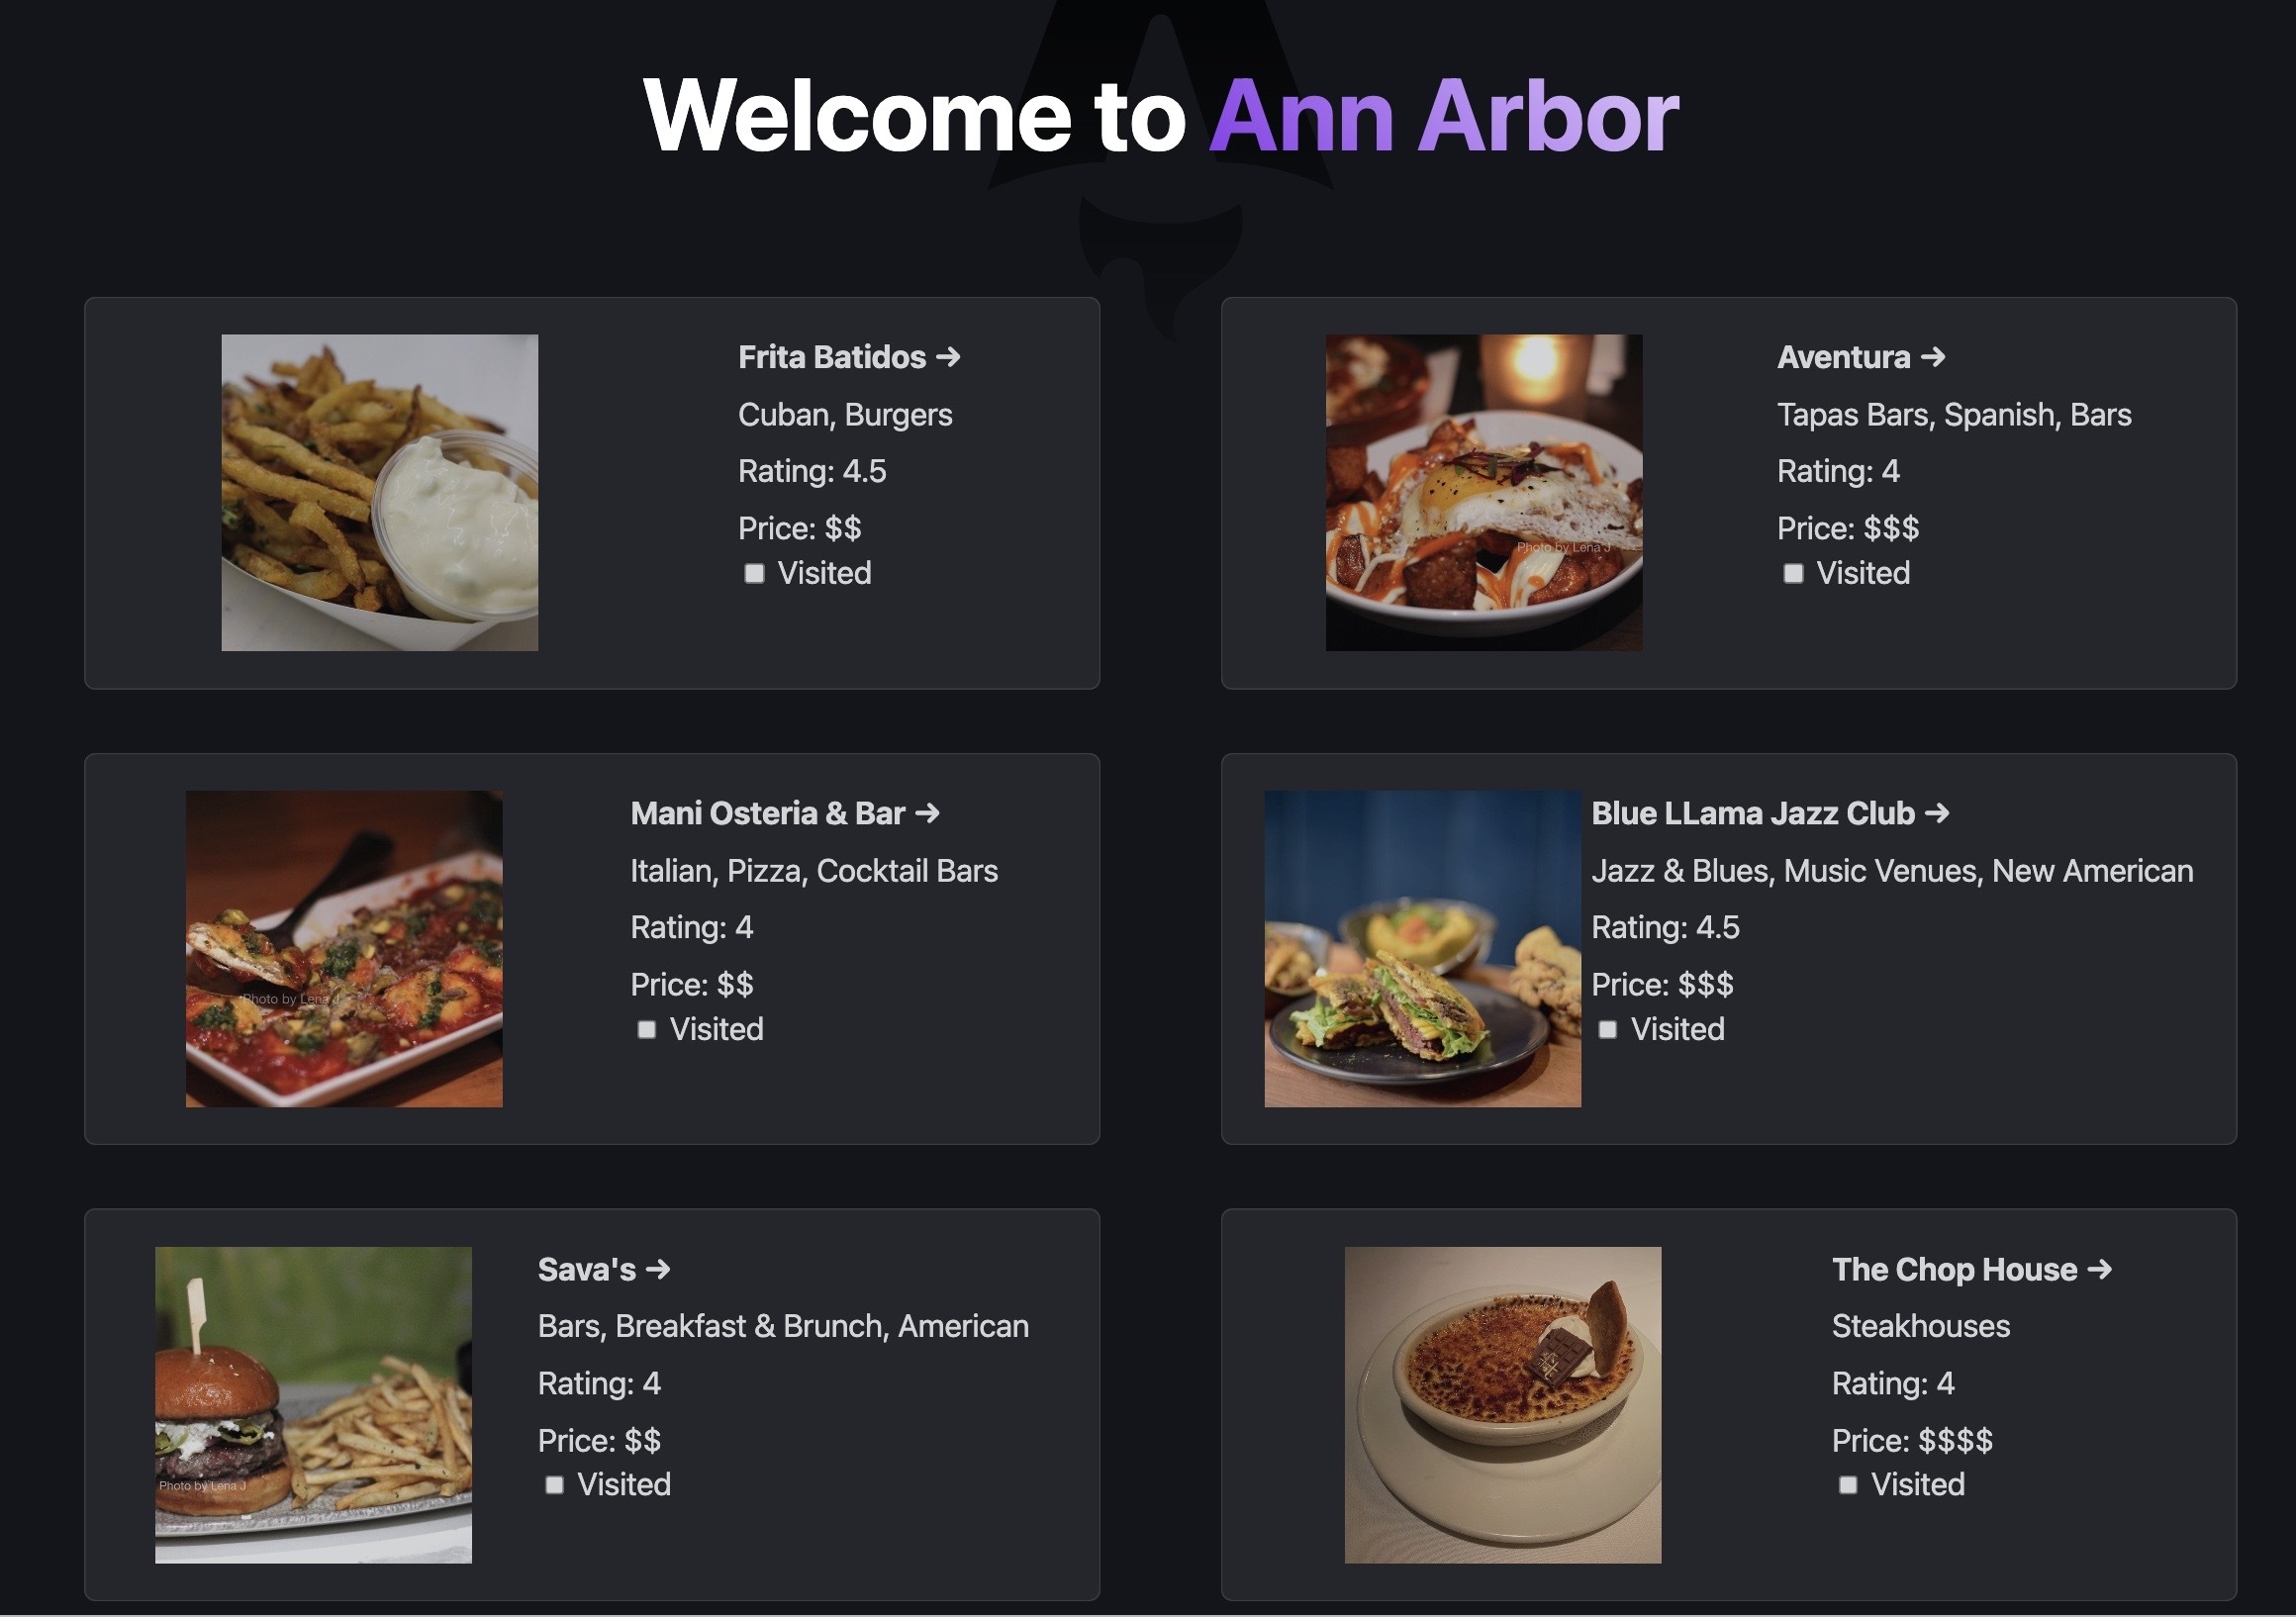 Welcome to Ann Arbor
Frita Batidos →
Cuban, Burgers
Rating: 4.5
Price: $$
Visited
Aventura →
Tapas Bars, Spanish, Bars
Rating: 4
Price: $$$
Visited
Photo by Lena J
Mani Osteria & Bar →
Italian, Pizza, Cocktail Bars
Rating: 4
Price: $$
Visited
Photo by Lena J
Blue LLama Jazz Club →
Jazz & Blues, Music Venues, New American
Rating: 4.5
Price: $$$
Visited
Sava's →
Bars, Breakfast & Brunch, American
Rating: 4
Price: $$
Visited
Photo by Lena J
The Chop House →
Steakhouses
Rating: 4
Price: $$$$
Visited